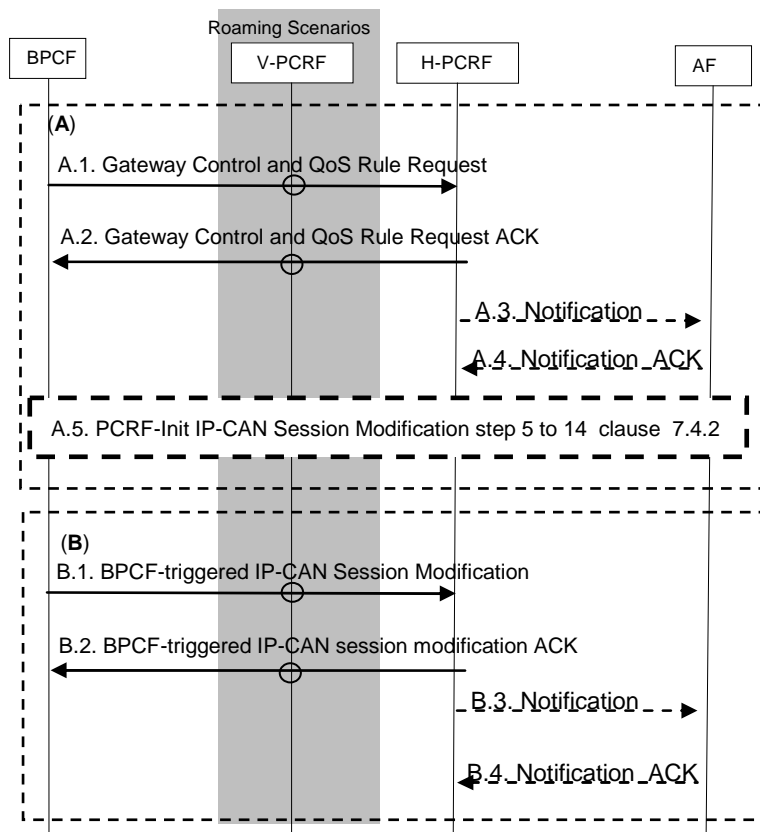 Roaming Scenarios
BPCF
V-PCRF
H-PCRF
AF
(A)
A.1. Gateway Control and QoS Rule Request
A.2. Gateway Control and QoS Rule Request ACK
A.3. Notification
A.4. Notification ACK
A.5. PCRF-Init IP-CAN Session Modification step 5 to 14 clause 7.4.2
(B)
B.1. BPCF-triggered IP-CAN Session Modification
B.2. BPCF-triggered IP-CAN session modification ACK
B.3. Notification
B.4. Notification ACK